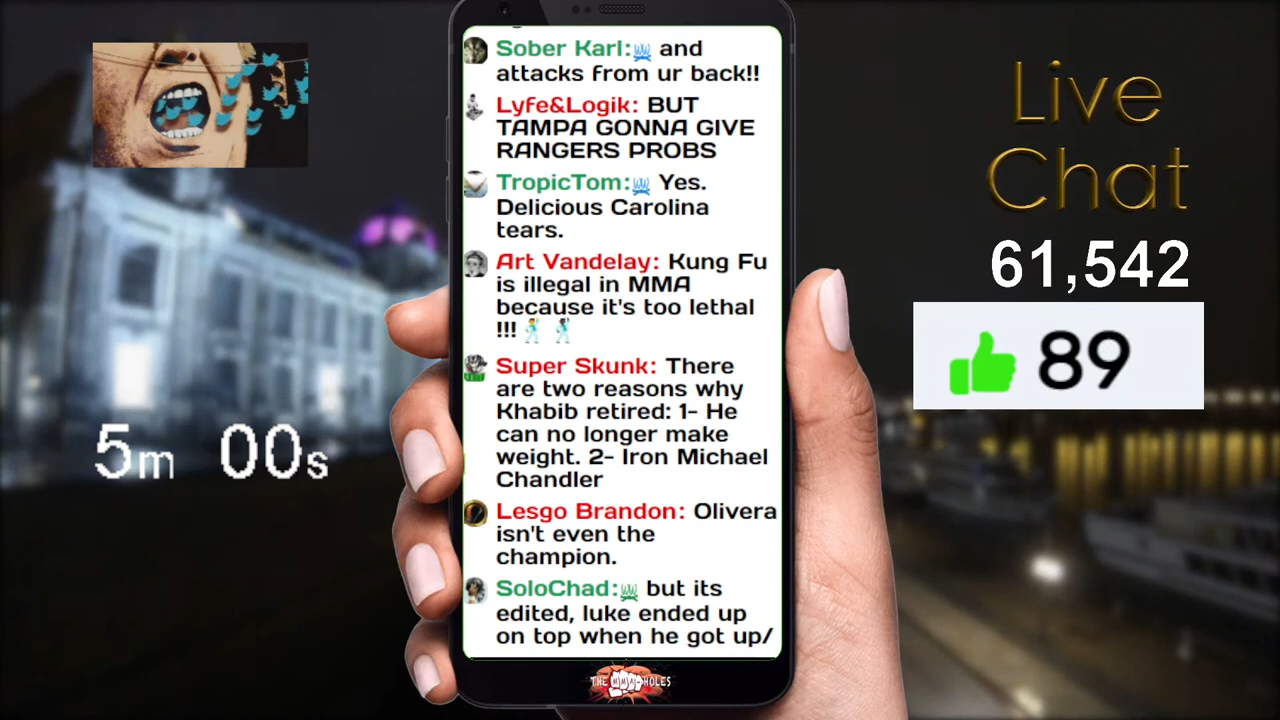 Sober Karl: and
attacks from ur back!!
Lyfe&Logik: BUT
TAMPA GONNA GIVE
RANGERS PROBS
TropicTom: Yes.
Delicious Carolina
tears.
Art Vandelay: Kung Fu
is illegal in MMA
because it's too lethal
!!!
Super Skunk: There
are two reasons why
Khabib retired: 1- He
can no longer make
weight. 2- Iron Michael
Chandler
Lesgo Brandon: Olivera
isn't even the
champion.
SoloChad: but its
edited, luke ended up
on top when he got up/
THE MMA-HOLES
Live
Chat
61,542
89
5m 00s